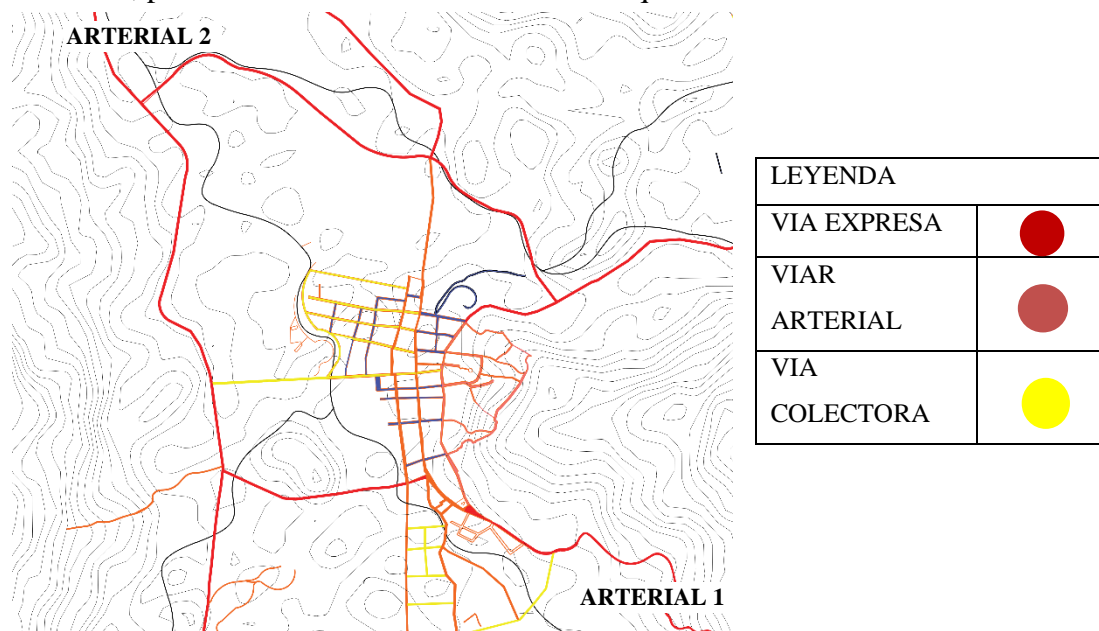 ARTERIAL 2
ARTERIAL 1
LEYENDA
VIA EXPRESA
VIAR
ARTERIAL
VIA
COLECTORA